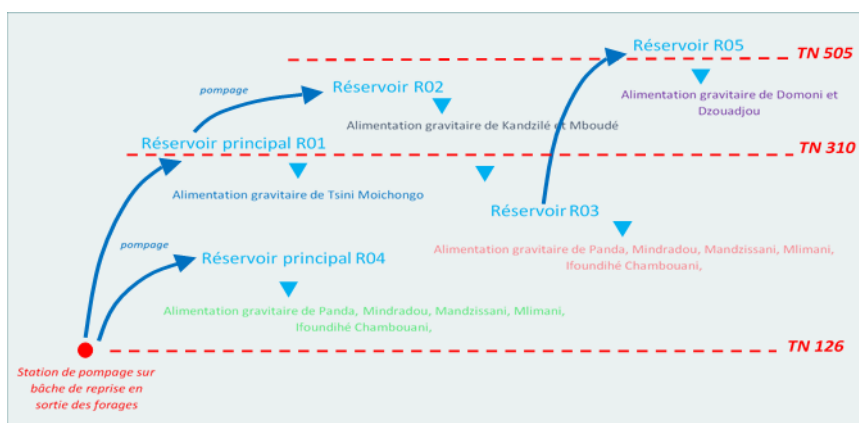 Réservoir R05
TN 505
pompage
Réservoir R02
Alimentation gravitaire de Domoni et
Dzouadjou
Alimentation gravitaire de Kandzilé et Mboudé
Réservoir principal R01
TN 310
Alimentation gravitaire de Tsini Moichongo
Réservoir R03
pompage
Alimentation gravitaire de Panda, Mindradou, Mandzissani, Mlimani,
Ifoundihé Chambouani,
Réservoir principal R04
Alimentation gravitaire de Panda, Mindradou, Mandzissani, Mlimani,
Ifoundihé Chambouani,
TN 126
Station de pompage sur
bâche de reprise en
sortie des forages